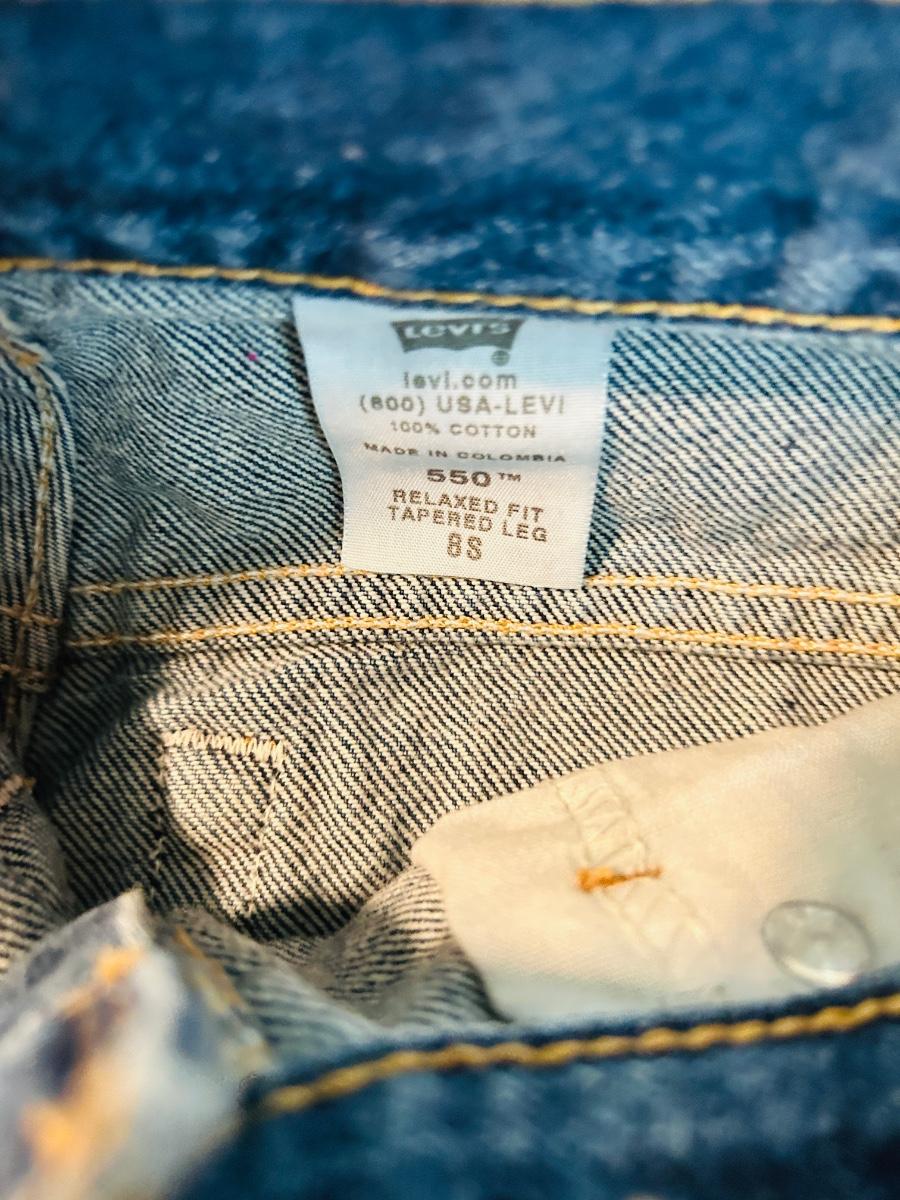 LEVI'S
levi.com
(800) USA-LEVI
100% COTTON
MADE IN COLOMBIA
550™
RELAXED FIT
TAPERED LEG
8S